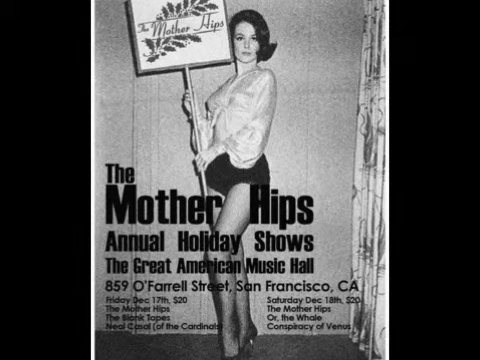 The Mother Hips
The
Mother Hips
Annual Holiday Shows
The Great American Music Hall
859 O'Farrell Street, San Francisco, CA
Friday Dec 17th, $20
The Mother Hips
The Blank Tapes
Neal Casal (of the Cardinals)
Saturday Dec 18th, $20
The Mother Hips
Or, the Whale
Conspiracy of Venus